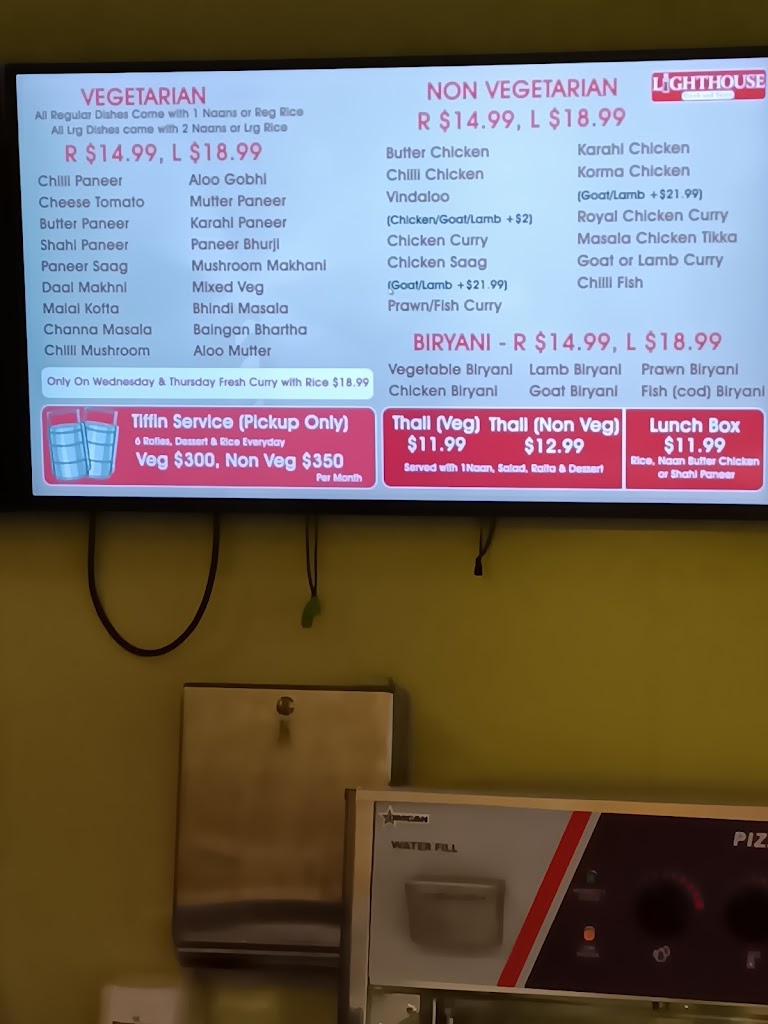 VEGETARIAN
All Regular Dishes Come with 1 Naans or Reg Rice
All Lrg Dishes come with 2 Naans or Lrg Rice
R $14.99, L $18.99
Chilli Paneer
Cheese Tomato
Butter Paneer
Shahi Paneer
Paneer Saag
Daal Makhni
Malai Kofta
Channa Masala
Chilli Mushroom
Aloo Gobhi
Mutter Paneer
Karahi Paneer
Paneer Bhurji
Mushroom Makhani
Mixed Veg
Bhindi Masala
Baingan Bhartha
Aloo Mutter
Only On Wednesday & Thursday Fresh Curry with Rice $18.99
Tiffin Service (Pickup Only)
6 Roties, Dessert & Rice Everyday
Veg $300, Non Veg $350
Per Month
NON VEGETARIAN
R $14.99, L $18.99
LIGHTHOUSE
Butter Chicken
Chilli Chicken
Vindaloo
(Chicken/Goat/Lamb +$2)
Chicken Curry
Chicken Saag
(Goat/Lamb +$21.99)
Prawn/Fish Curry
Karahi Chicken
Korma Chicken
(Goat/Lamb +$21.99)
Royal Chicken Curry
Masala Chicken Tikka
Goat or Lamb Curry
Chilli Fish
BIRYANI - R $14.99, L $18.99
Vegetable Biryani Lamb Biryani Prawn Biryani
Chicken Biryani Goat Biryani Fish (cod) Biryani
Thali (Veg) Thali (Non Veg)
$11.99 $12.99
Served with 1Naan, Salad, Raita & Dessert
Lunch Box
$11.99
Rice, Naan Butter Chicken
or Shahi Paneer
WATER FILL
PIZ